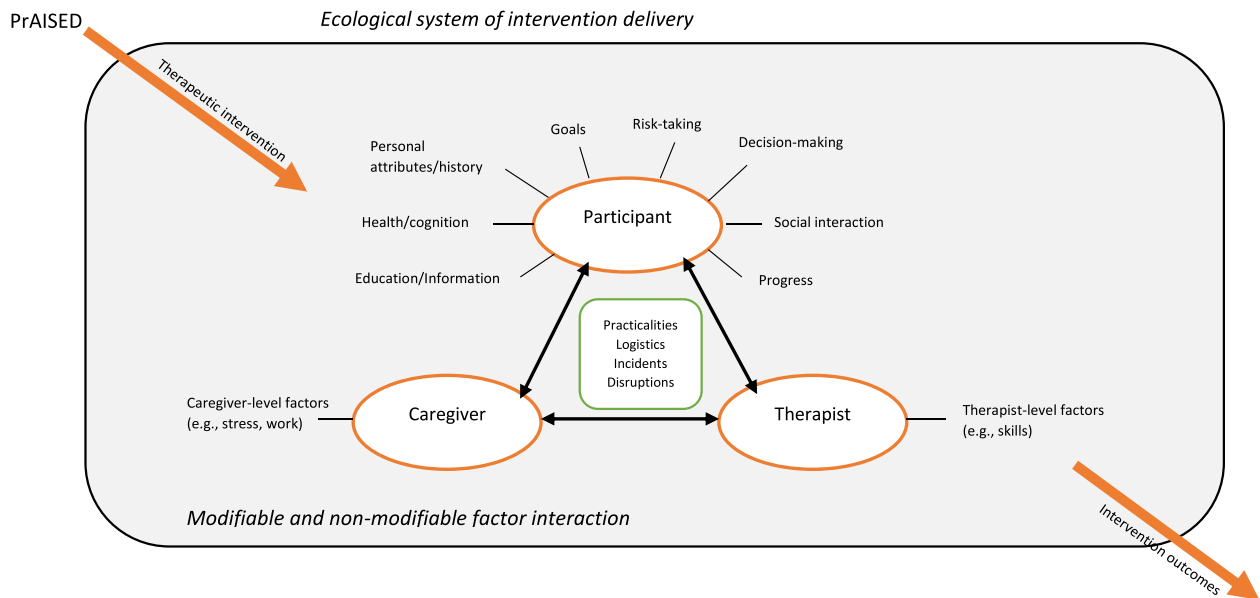 PrAISED
Ecological system of intervention delivery
Therapeutic intervention
Goals
Risk-taking
Personal
attributes/history
Decision-making
Health/cognition
Participant
Social interaction
Education/Information
Progress
Practicalities
Logistics
Incidents
Disruptions
Caregiver-level factors
(e.g., stress, work)
Caregiver
Therapist
Therapist-level factors
(e.g., skills)
Modifiable and non-modifiable factor interaction
Intervention outcomes